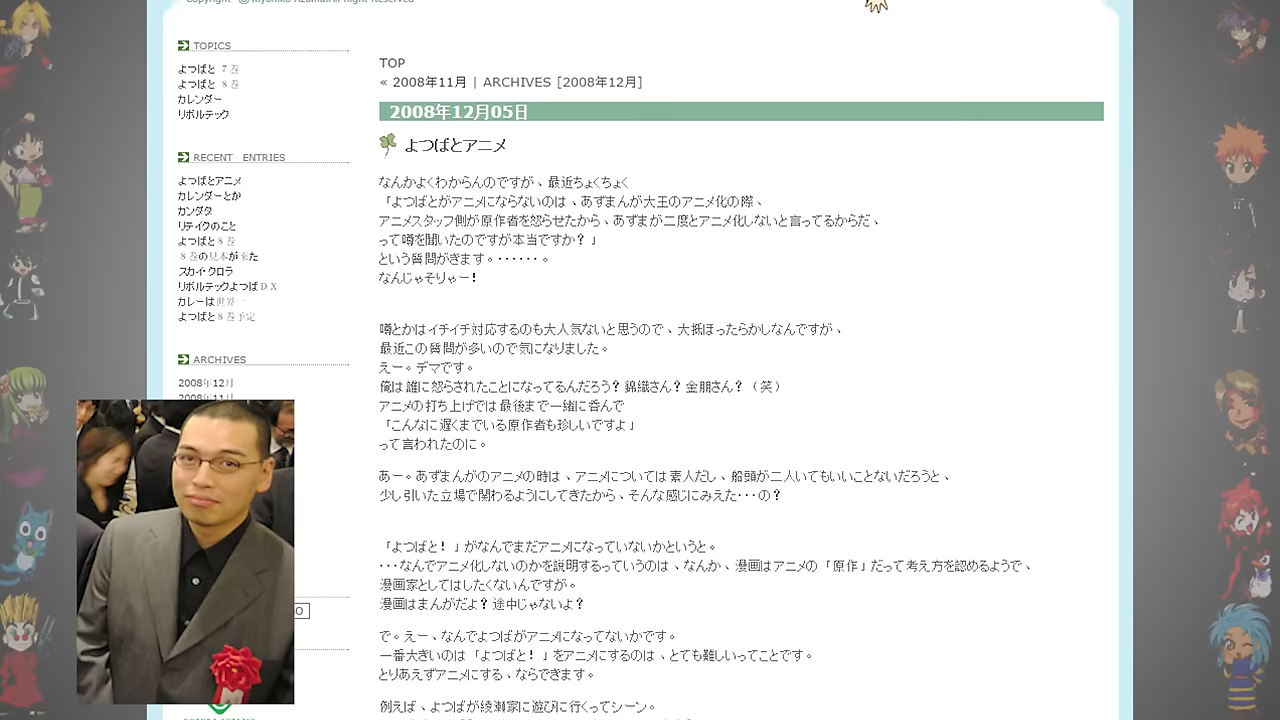 Copyright ©Kiyohiko Azuma.All Right Reserved
TOPICS
よつばと 7巻
よつばと 8巻
カレンダー
リボルテック
RECENT ENTRIES
よつばとアニメ
カレンダーとか
カンダタ
リテイクのこと
よつばと8巻
8巻の見本が来た
スカイ・クロラ
リボルテックよつばDX
カレーは世界一
よつばと8巻予定
ARCHIVES
2008年12月
2008年11月
TOP
« 2008年11月 | ARCHIVES [2008年12月]
2008年12月05日
よつばとアニメ
なんかよくわからんのですが、最近ちょくちょく
「よつばとがアニメにならないのは、あずまんが大王のアニメ化の際、
アニメスタッフ側が原作者を怒らせたから、あずまが二度とアニメ化しないと言ってるからだ、
って噂を聞いたのですが本当ですか？」
という質問がきます。・・・・・・。
なんじゃそりゃー！
噂とかはイチイチ対応するのも大人気ないと思うので、大抵ほったらかしなんですが、
最近この質問が多いので気になりました。
えー。デマです。
俺は誰に怒らされたことになってるんだろう？錦織さん？金朋さん？（笑）
アニメの打ち上げでは最後まで一緒に呑んで
「こんなに遅くまでいる原作者も珍しいですよ」
って言われたのに。
あー。あずまんがのアニメの時は、アニメについては素人だし、船頭が二人いてもいいことないだろうと、
少し引いた立場で関わるようにしてきたから、そんな感じにみえた・・・の？
「よつばと！」がなんでまだアニメになっていないかというと。
・・・なんでアニメ化しないのかを説明するっていうのは、なんか、漫画はアニメの「原作」だって考え方を認めるようで、
漫画家としてはしたくないんですが。
漫画はまんがだよ？途中じゃないよ？
で。えー、なんでよつばがアニメになってないかです。
一番大きいのは「よつばと！」をアニメにするのは、とても難しいってことです。
とりあえずアニメにする、ならできます。
例えば、よつばが綾瀬家に遊びに行くってシーン。